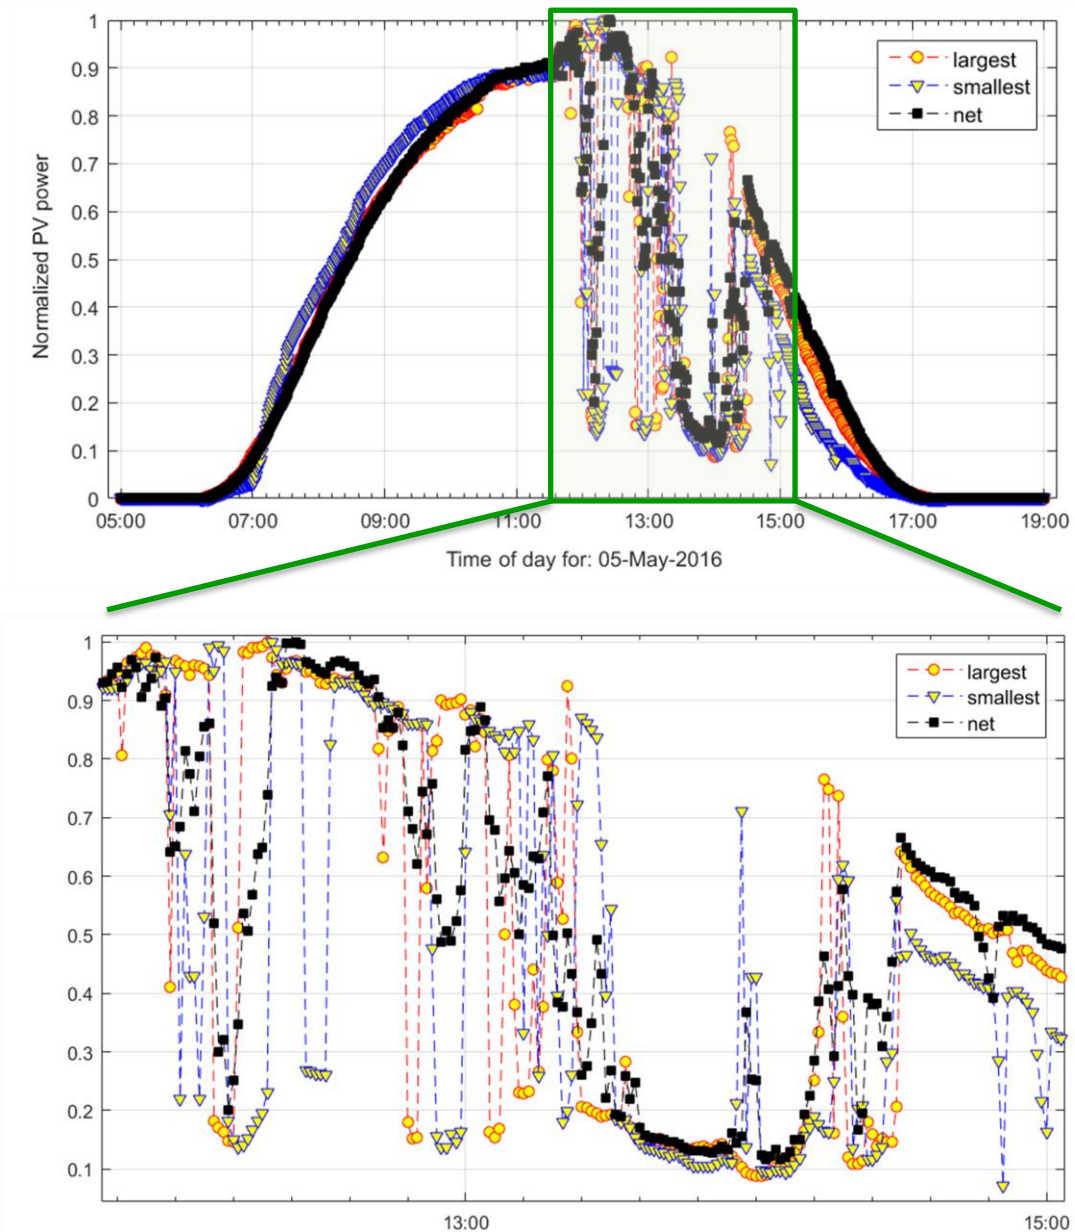 1
0.9
0.8
0.7
0.6
0.5
0.4
0.3
0.2
0.1
0
Normalized PV power
largest
smallest
net
05:00 07:00 09:00 11:00 13:00 15:00 17:00 19:00
Time of day for: 05-May-2016
1
0.9
0.8
0.7
0.6
0.5
0.4
0.3
0.2
0.1
largest
smallest
net
13:00 15:00